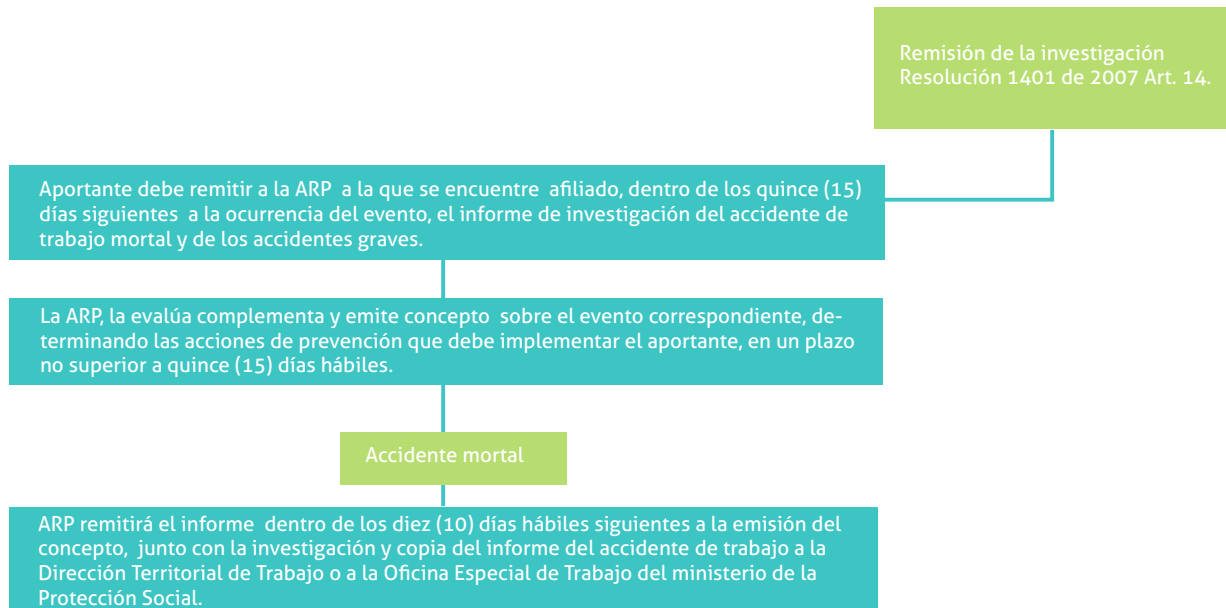 Remisión de la investigación
Resolución 1401 de 2007 Art. 14.
Aportante debe remitir a la ARP a la que se encuentre afiliado, dentro de los quince (15)
días siguientes a la ocurrencia del evento, el informe de investigación del accidente de
trabajo mortal y de los accidentes graves.
La ARP, la evalúa complementa y emite concepto sobre el evento correspondiente, de-
terminando las acciones de prevención que debe implementar el aportante, en un plazo
no superior a quince (15) días hábiles.
Accidente mortal
ARP remitirá el informe dentro de los diez (10) días hábiles siguientes a la emisión del
concepto, junto con la investigación y copia del informe del accidente de trabajo a la
Dirección Territorial de Trabajo o a la Oficina Especial de Trabajo del ministerio de la
Protección Social.